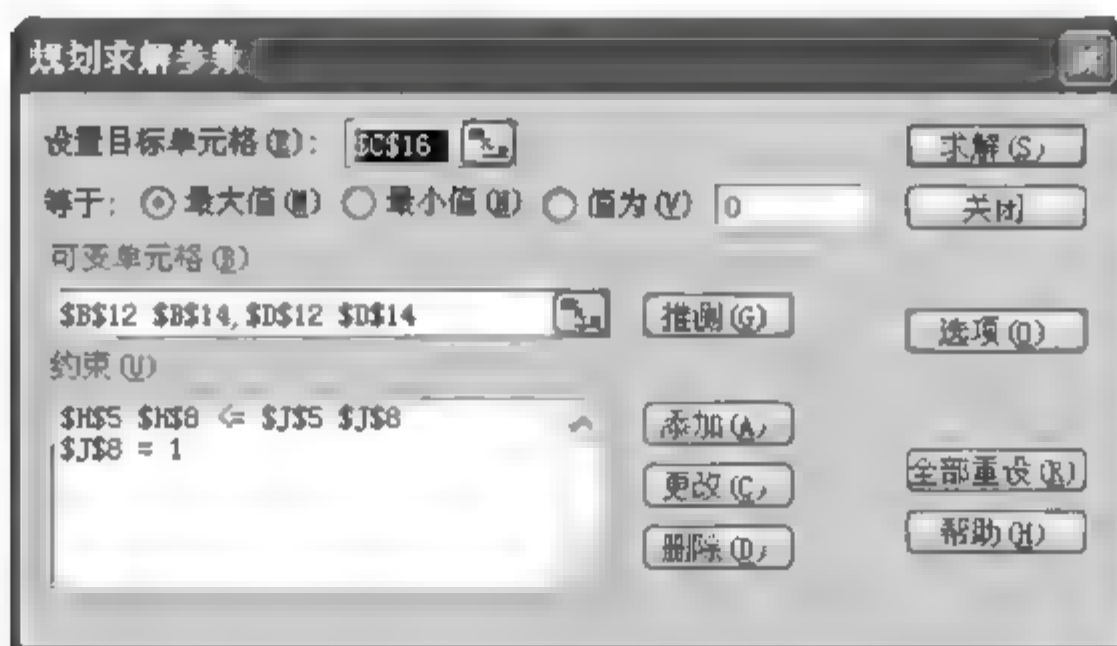 规划求解参数
设置目标单元格(E): $C$16 求解(S)
等于: 最大值(M) 最小值(N) 值为(V) 0 关闭
可变单元格(B)
$B$12 $B$14,$D$12 $D$14 推测(G) 选项(O)
约束(U)
$H$5 $H$8 <= $J$5 $J$8 添加(A)
$J$8 = 1
更改(C) 全部重设(R)
删除(D) 帮助(H)